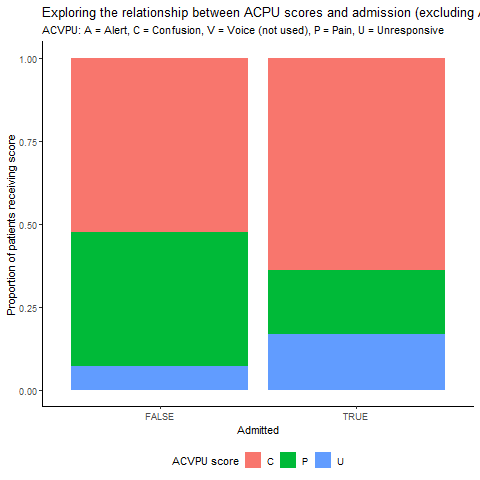 Exploring the relationship between ACPU scores and admission (excluding
ACVPU: A = Alert, C = Confusion, V = Voice (not used), P = Pain, U = Unresponsive
1.00
0.75
0.50
0.25
0.00
Proportion of patients receiving score
FALSE
TRUE
Admitted
ACVPU score C P U